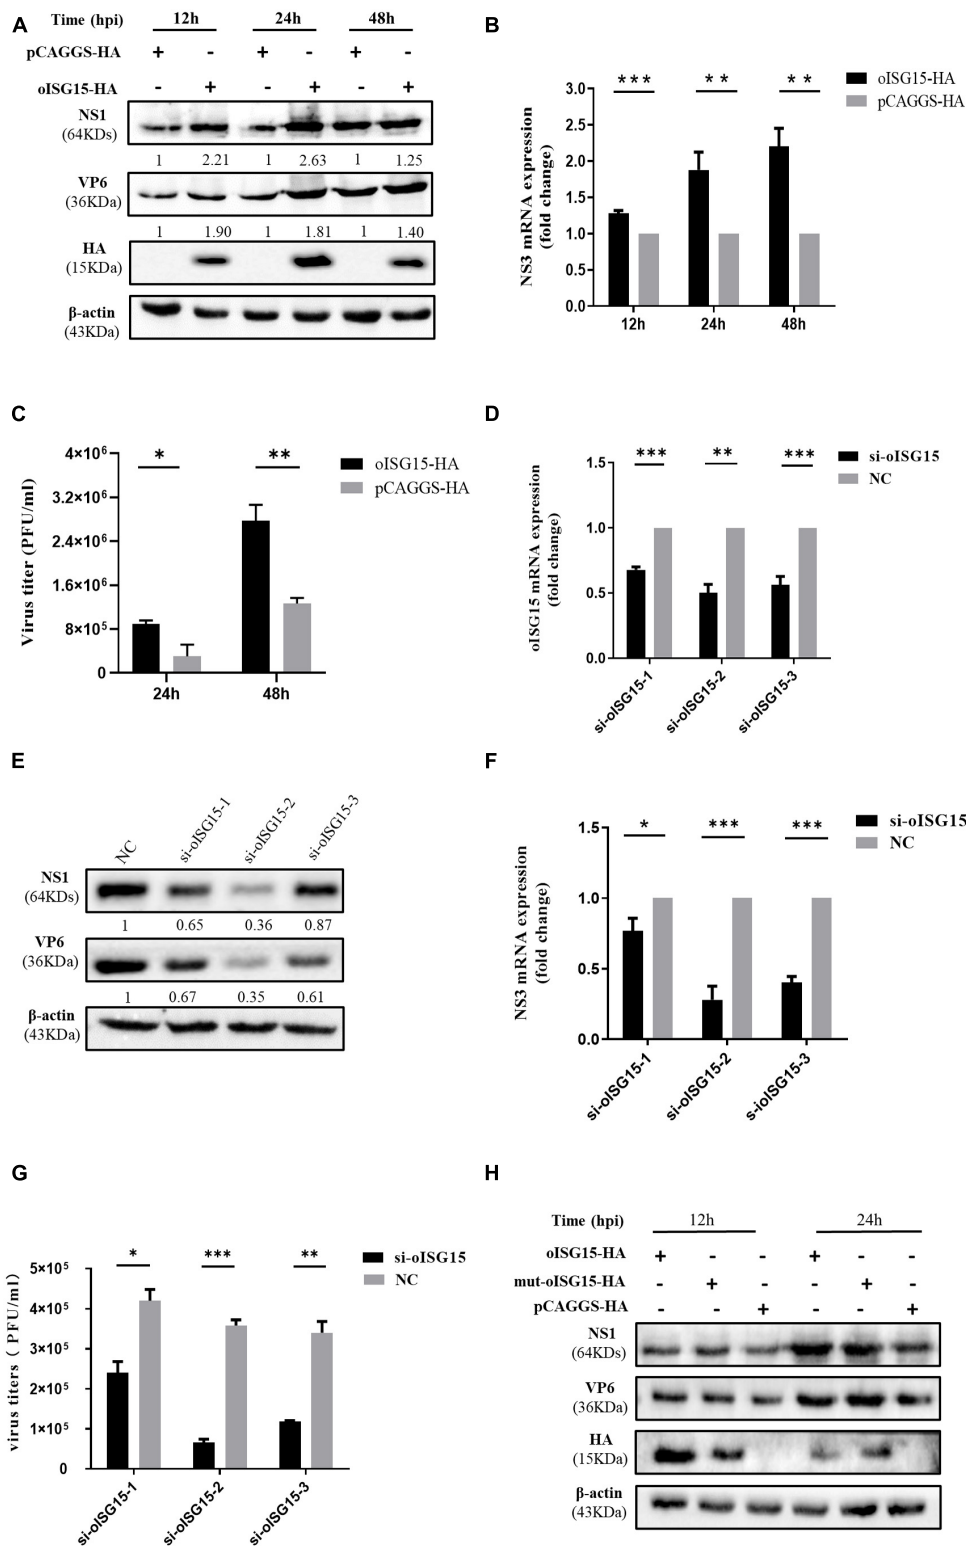 A
Time (hpi) 12h 24h 48h
pCAGGS-HA + - + - + -
oISG15-HA - + - + - +
NS1
(64KDs)
1 2.21 1 2.63 1 1.25
VP6
(36KDa)
1 1.90 1 1.81 1 1.40
HA
(15KDa)
β-actin
(43KDa)
B
oISG15-HA
pCAGGS-HA
*** ** **
NS3 mRNA expression
(fold change)
3.0
2.5
2.0
1.5
1.0
0.5
0.0
12h 24h 48h
C
Virus titer (PFU/ml)
4×10⁶
3.2×10⁶
2.4×10⁶
1.6×10⁶
8×10⁵
0
* **
oISG15-HA
pCAGGS-HA
24h 48h
D
oISG15 mRNA expression
(fold change)
1.5
1.0
0.5
0.0
*** ** ***
si-oISG15
NC
si-oISG15-1 si-oISG15-2 si-oISG15-3
E
NC si-oISG15-1 si-oISG15-2 si-oISG15-3
NS1
(64KDs)
1 0.65 0.36 0.87
VP6
(36KDa)
1 0.67 0.35 0.61
β-actin
(43KDa)
F
NS3 mRNA expression
(fold change)
1.5
1.0
0.5
0.0
* *** ***
si-oISG15
NC
si-oISG15-1 si-oISG15-2 s-ioISG15-3
G
virus titers ( PFU/ml)
5×10⁵
4×10⁵
3×10⁵
2×10⁵
1×10⁵
0
* *** **
si-oISG15
NC
si-oISG15-1 si-oISG15-2 si-oISG15-3
H
Time (hpi) 12h 24h
oISG15-HA + - - + - -
mut-oISG15-HA - + - - + -
pCAGGS-HA - - + - - +
NS1
(64KDs)
VP6
(36KDa)
HA
(15KDa)
β-actin
(43KDa)